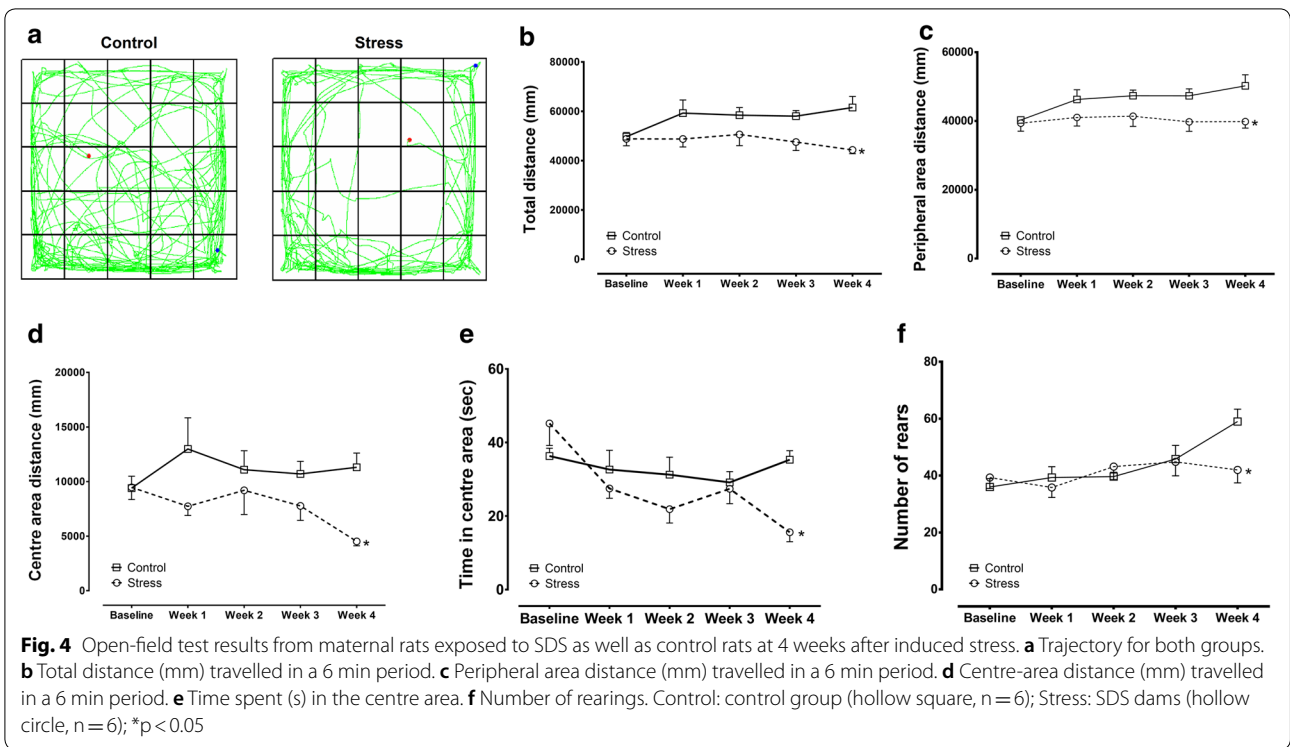 a
Control
Stress
b
Total distance (mm)
80000
60000
40000
20000
0
Control
Stress
*
Baseline Week 1 Week 2 Week 3 Week 4
c
Peripheral area distance (mm)
60000
40000
20000
0
Control
Stress
*
Baseline Week 1 Week 2 Week 3 Week 4
d
Centre area distance (mm)
20000
15000
10000
5000
0
Control
Stress
*
Baseline Week 1 Week 2 Week 3 Week 4
e
Time in centre area (sec)
60
40
20
0
Control
Stress
*
Baseline Week 1 Week 2 Week 3 Week 4
f
Number of rears
80
60
40
20
0
Control
Stress
*
Baseline Week 1 Week 2 Week 3 Week 4
Fig. 4 Open-field test results from maternal rats exposed to SDS as well as control rats at 4 weeks after induced stress. a Trajectory for both groups.
b Total distance (mm) travelled in a 6 min period. c Peripheral area distance (mm) travelled in a 6 min period. d Centre-area distance (mm) travelled
in a 6 min period. e Time spent (s) in the centre area. f Number of rearings. Control: control group (hollow square, n = 6); Stress: SDS dams (hollow
circle, n = 6); *p < 0.05